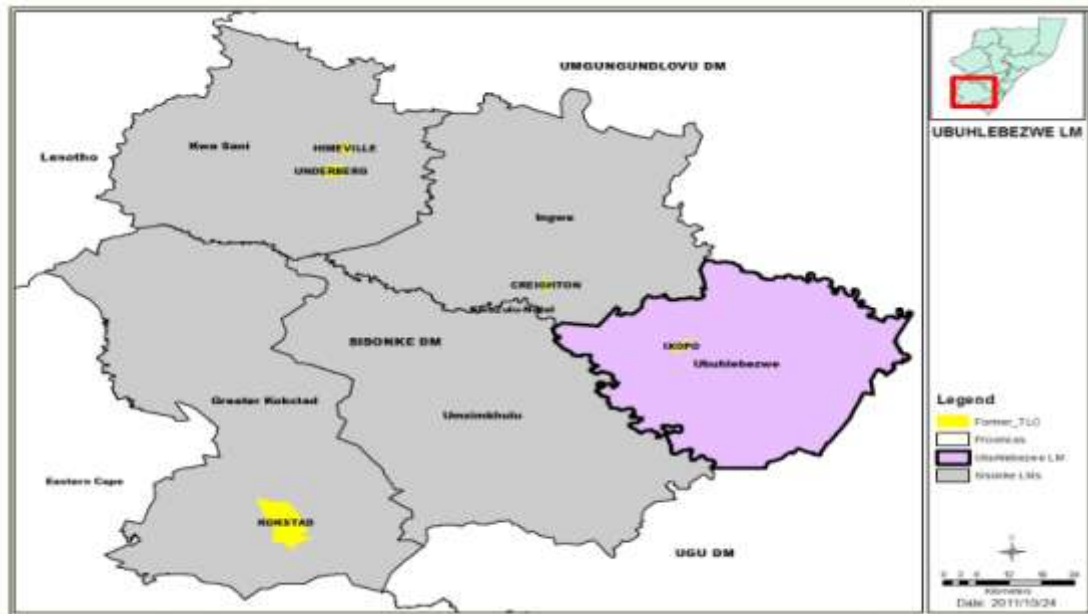 UMGUNGUNDLOVU DM
Lesotho
Kwa Sani
HIMEVILLE
UNDERBERG
Ingwe
CREIGHTON
SISONKE DM
IXOPO
Ubuhlebezwe
Greater Kokstad
Umzimkhulu
Eastern Cape
KOKSTAD
UGU DM
UBUHLEBEZWE LM
Legend
Former_TLC
Provinces
Ubuhlebezwe LM
Sisonke LMs
Kilometers
Date: 2011/10/24